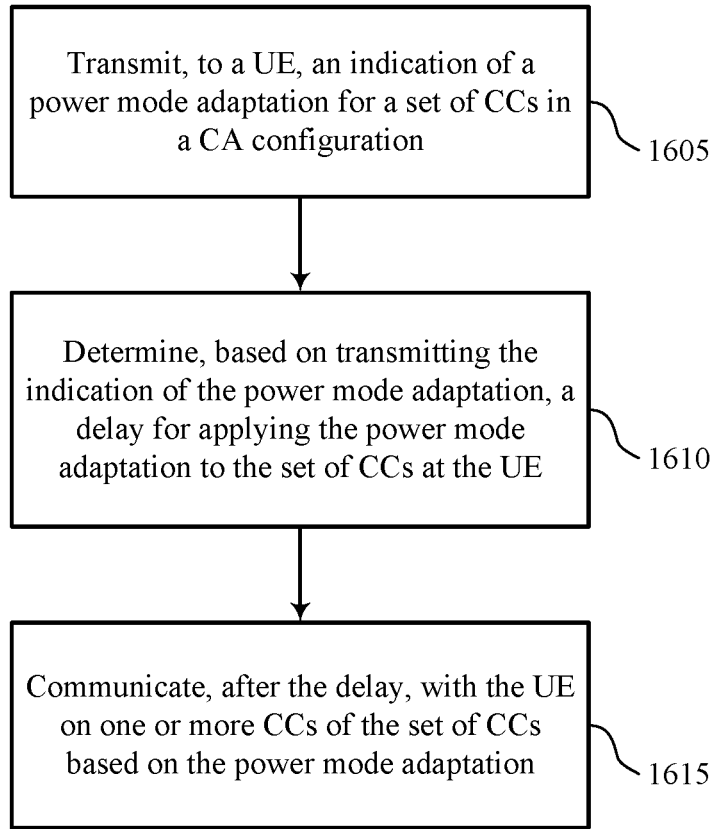 Transmit, to a UE, an indication of a
power mode adaptation for a set of CCs in
a CA configuration
1605
Determine, based on transmitting the
indication of the power mode adaptation, a
delay for applying the power mode
adaptation to the set of CCs at the UE
1610
Communicate, after the delay, with the UE
on one or more CCs of the set of CCs
based on the power mode adaptation
1615